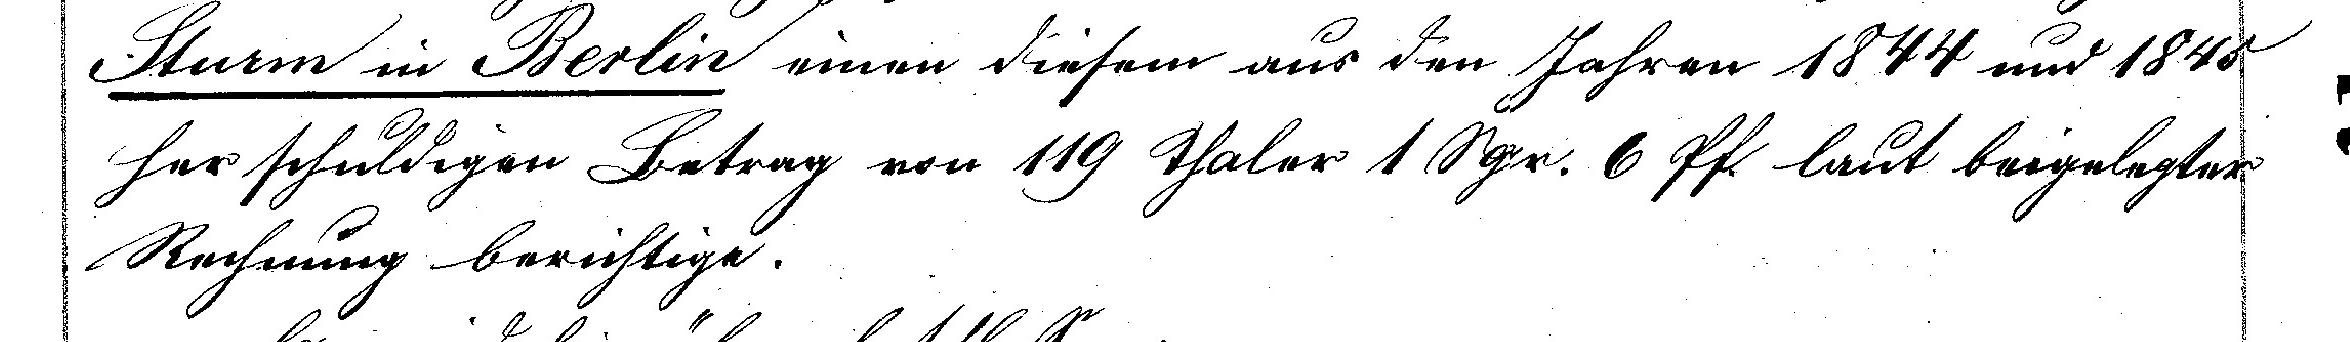 Sturm in Berlin einen diesem aus den Jahren 1844 und 1845
her schuldigen Betrag von 119 Thaler 1 Sgr. 6 Pf. laut beigelegter
Rechnung berichtige.